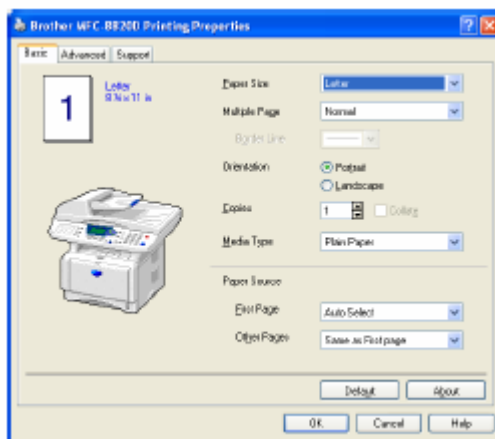 Brother MFC-8820D Printing Properties
Basic Advanced Support
1
Letter
8 ½ x 11 in
Paper Size Letter
Multiple Page Normal
Border Line
Orientation Portrait
Landscape
Copies 1 Collate
Media Type Plain Paper
Paper Source
First Page Auto Select
Other Pages Same as First page
Default About
OK Cancel Help